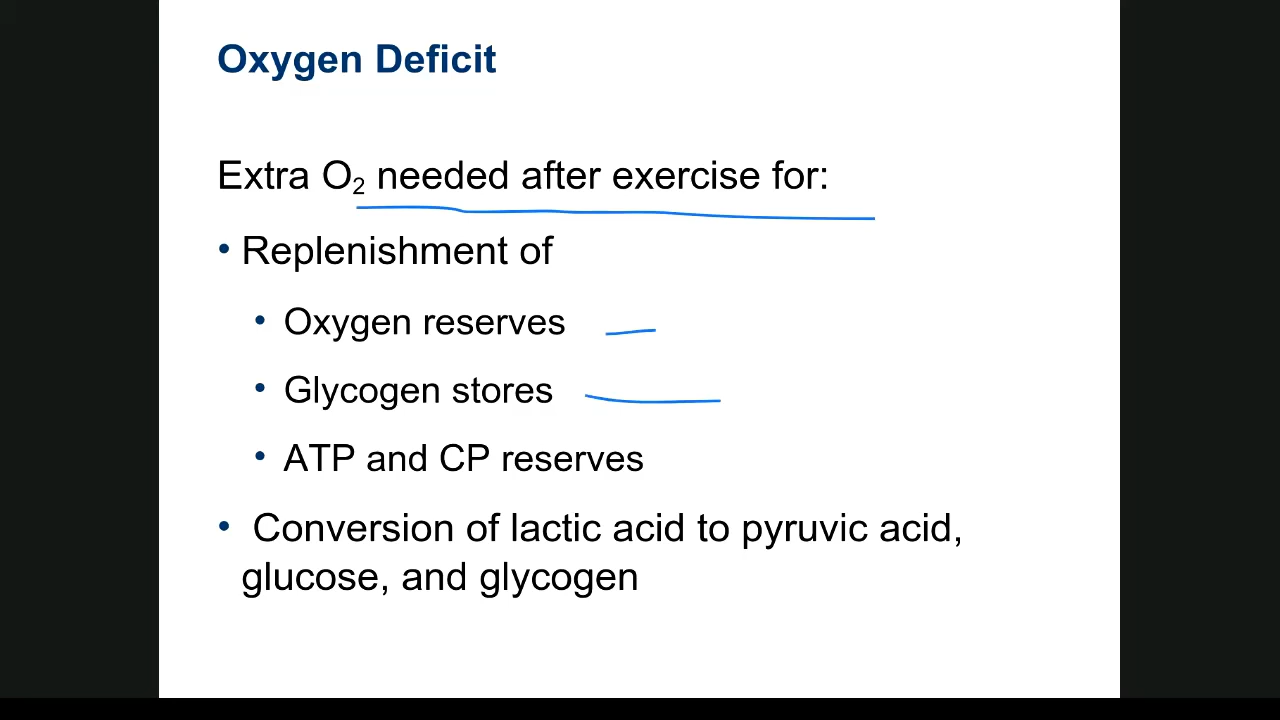 Oxygen Deficit
Extra O₂ needed after exercise for:
• Replenishment of
• Oxygen reserves
• Glycogen stores
• ATP and CP reserves
• Conversion of lactic acid to pyruvic acid,
glucose, and glycogen